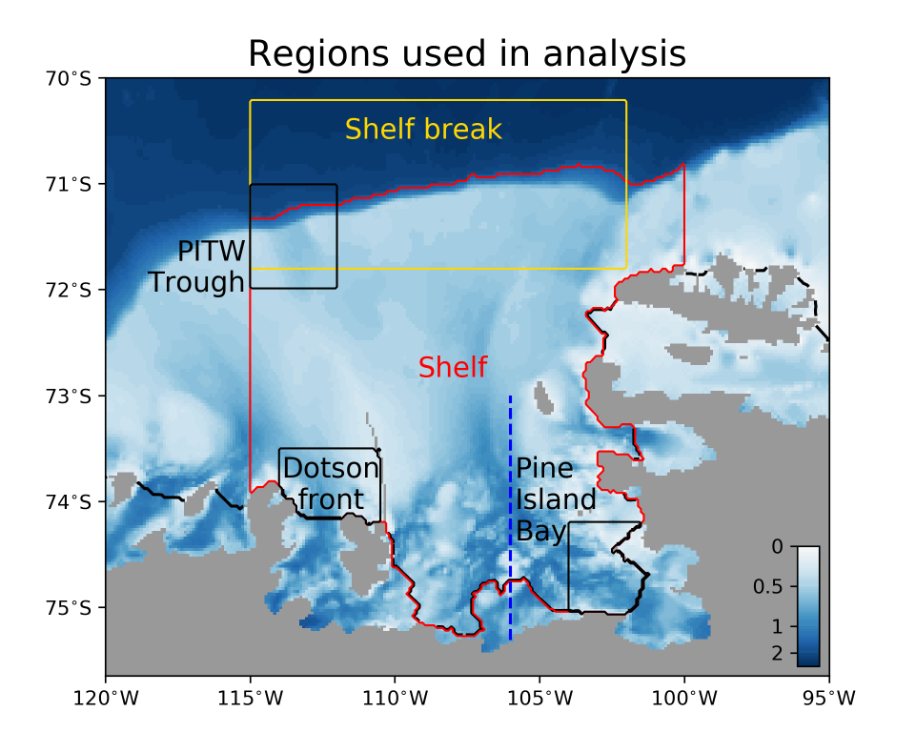 Regions used in analysis
70°S
71°S
72°S
73°S
74°S
75°S
Shelf break
PITW
Trough
Shelf
Dotson
front
Pine
Island
Bay
0
0.5
1
2
120°W
115°W
110°W
105°W
100°W
95°W